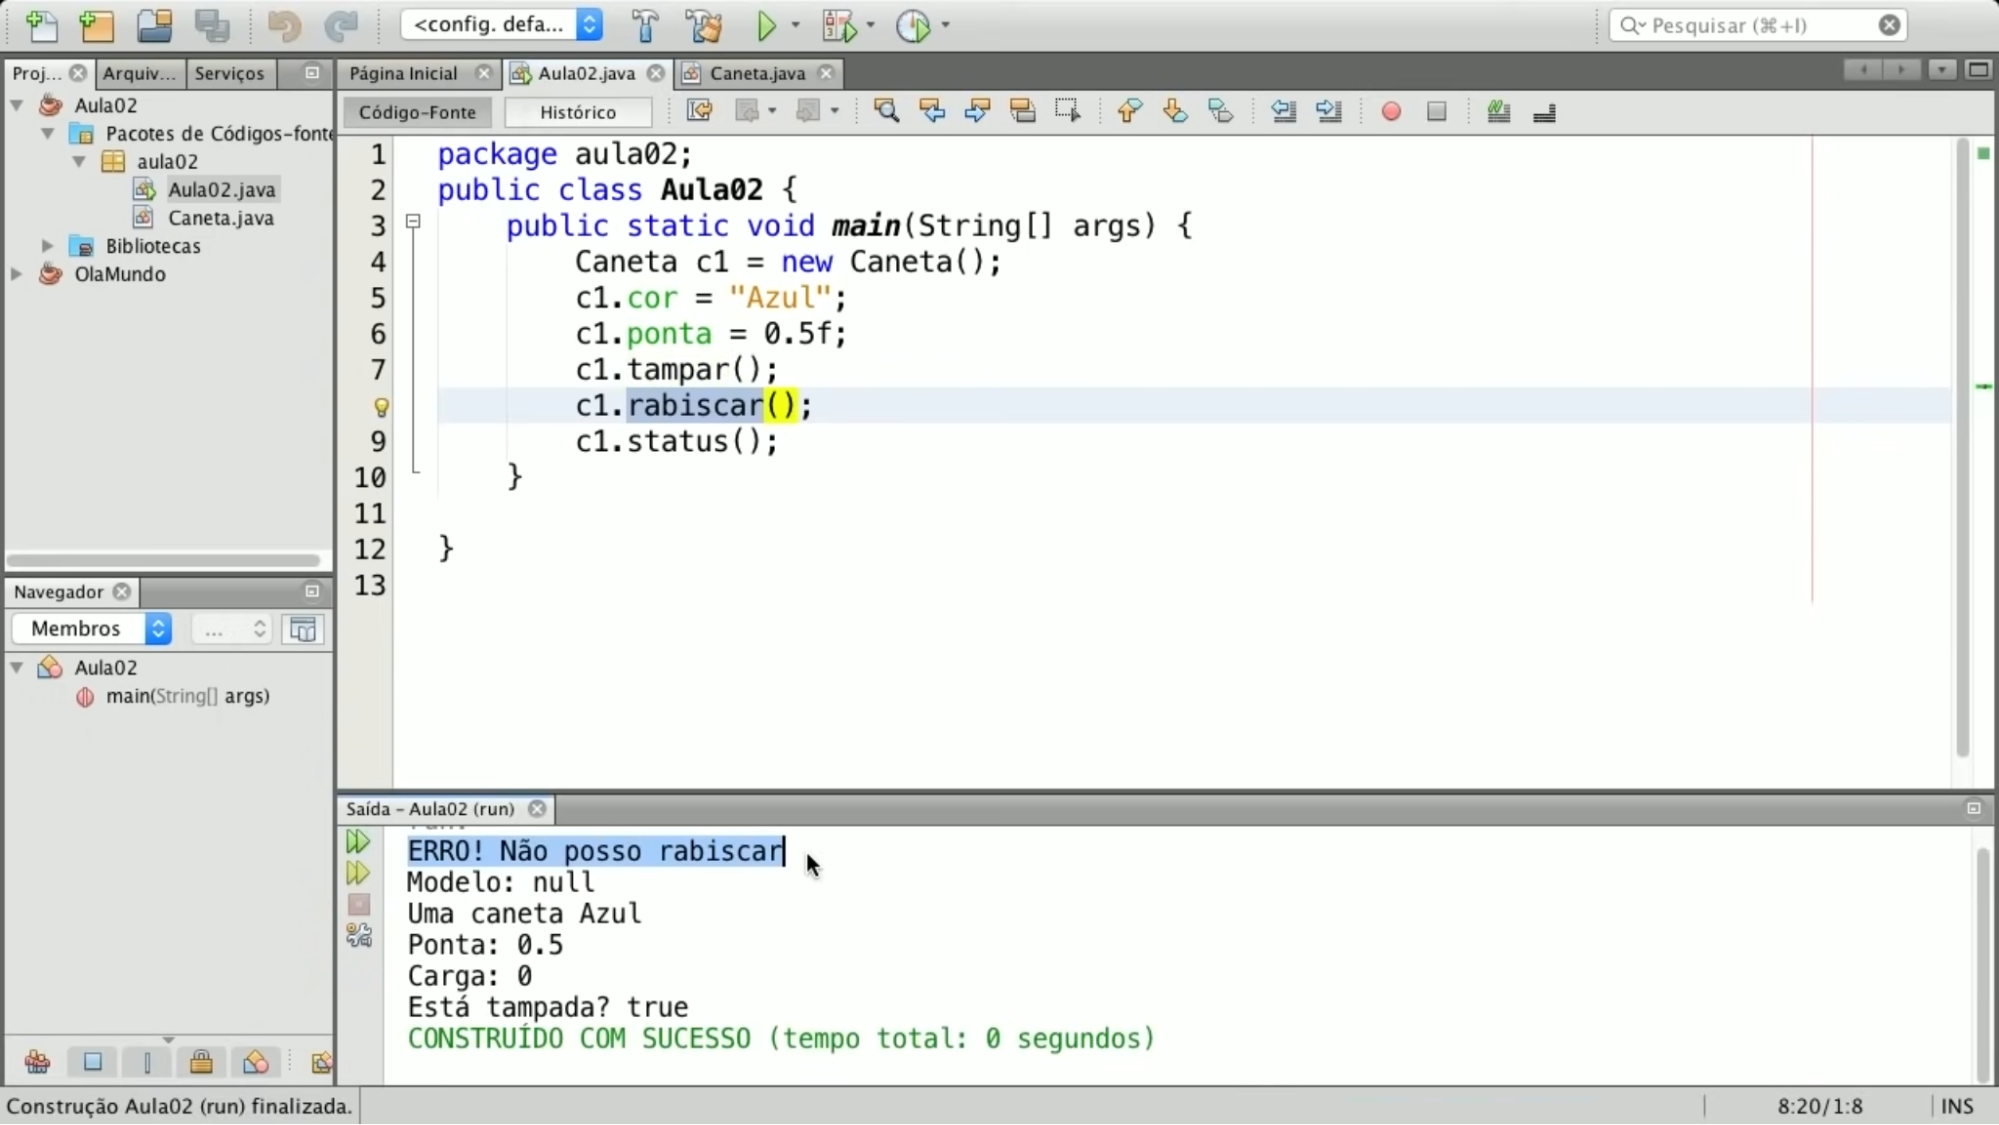 <config. defa...
Pesquisar (⌘+I)
Proj...
Arquiv...
Serviços
Página Inicial
Aula02.java
Caneta.java
Código-Fonte
Histórico
Aula02
Pacotes de Códigos-fonte
aula02
Aula02.java
Caneta.java
Bibliotecas
OlaMundo
1 package aula02;
2 public class Aula02 {
3 public static void main(String[] args) {
4 Caneta c1 = new Caneta();
5 c1.cor = "Azul";
6 c1.ponta = 0.5f;
7 c1.tampar();
c1.rabiscar();
9 c1.status();
10 }
11
12 }
13
Navegador
Membros
...
Aula02
main(String[] args)
Saída - Aula02 (run)
run:
ERRO! Não posso rabiscar
Modelo: null
Uma caneta Azul
Ponta: 0.5
Carga: 0
Está tampada? true
CONSTRUÍDO COM SUCESSO (tempo total: 0 segundos)
Construção Aula02 (run) finalizada.
8:20/1:8
INS